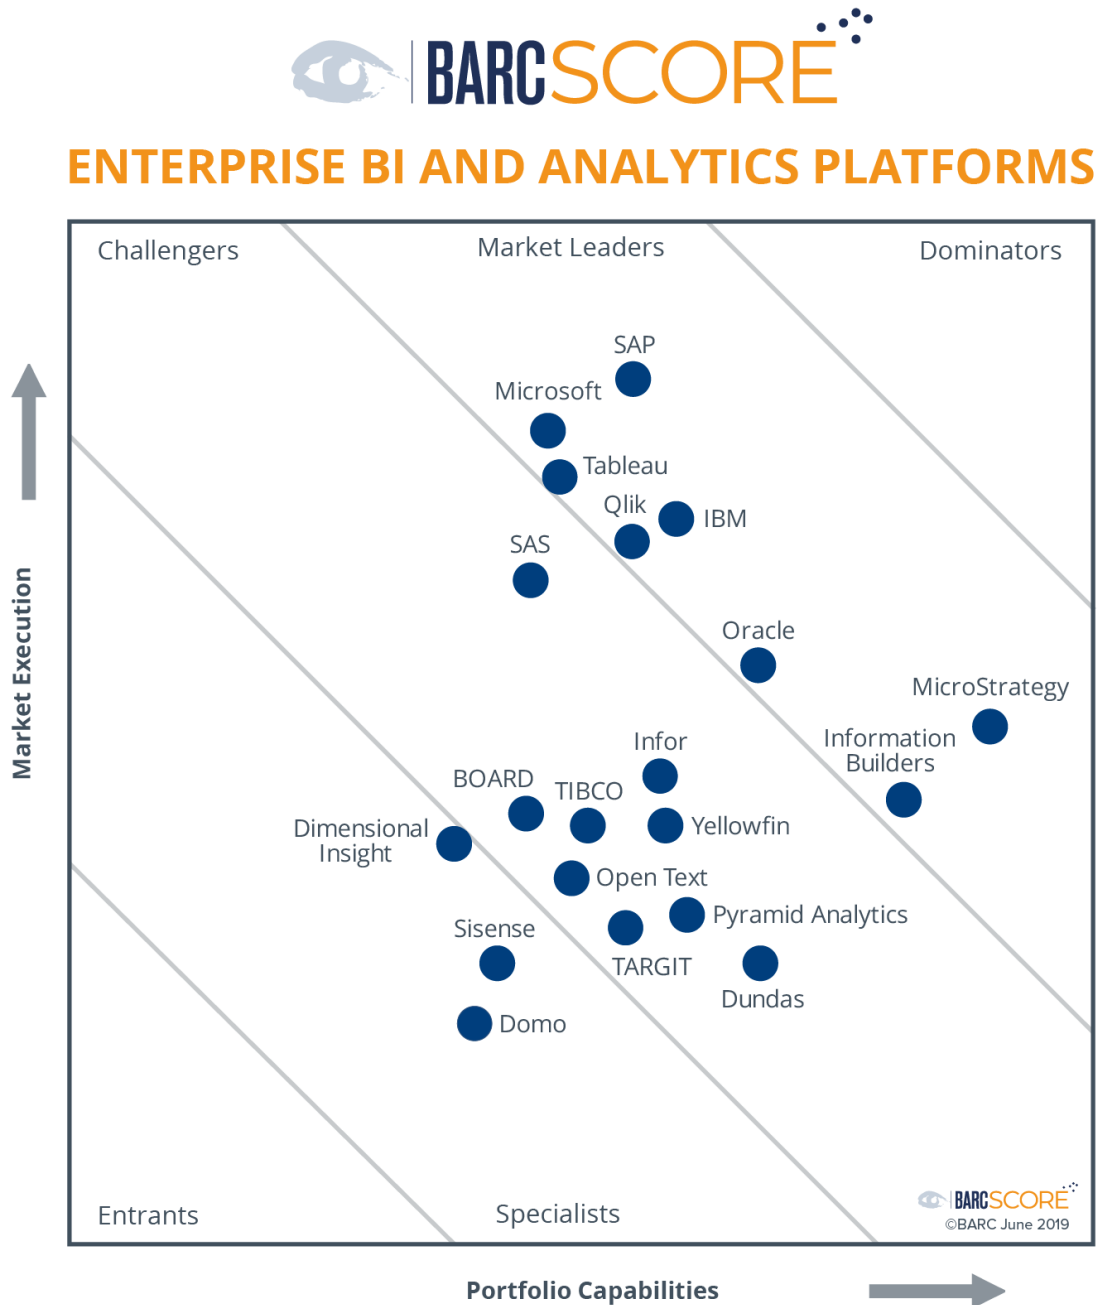 BARCSCORE
ENTERPRISE BI AND ANALYTICS PLATFORMS
Challengers
Market Leaders
Dominators
SAP
Microsoft
Tableau
Qlik
IBM
SAS
Oracle
MicroStrategy
Information
Builders
Infor
BOARD
TIBCO
Yellowfin
Dimensional
Insight
Open Text
Pyramid Analytics
Sisense
TARGIT
Dundas
Domo
Entrants
Specialists
BARCSCORE
©BARC June 2019
Market Execution
Portfolio Capabilities